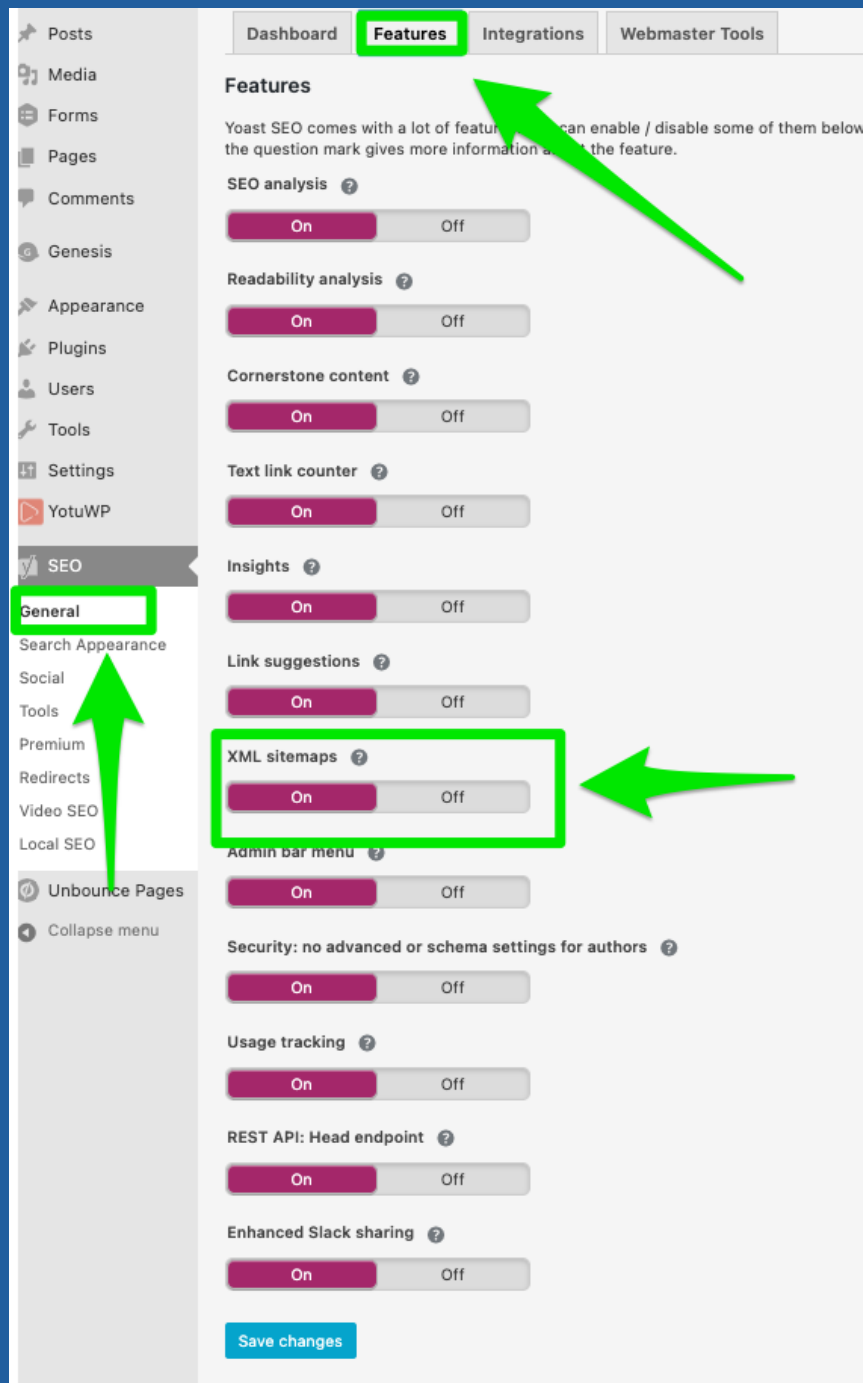 Posts
Media
Forms
Pages
Comments
Genesis
Appearance
Plugins
Users
Tools
Settings
YotuWP
SEO
General
Search Appearance
Social
Tools
Premium
Redirects
Video SEO
Local SEO
Unbounce Pages
Collapse menu
Dashboard Features Integrations Webmaster Tools
Features
Yoast SEO comes with a lot of can enable / disable some of them below
the question mark gives more information the feature.
SEO analysis ?
On Off
Readability analysis ?
On Off
Cornerstone content ?
On Off
Text link counter ?
On Off
Insights ?
On Off
Link suggestions ?
On Off
XML sitemaps ?
On Off
Admin bar menu ?
On Off
Security: no advanced or schema settings for authors ?
On Off
Usage tracking ?
On Off
REST API: Head endpoint ?
On Off
Enhanced Slack sharing ?
On Off
Save changes